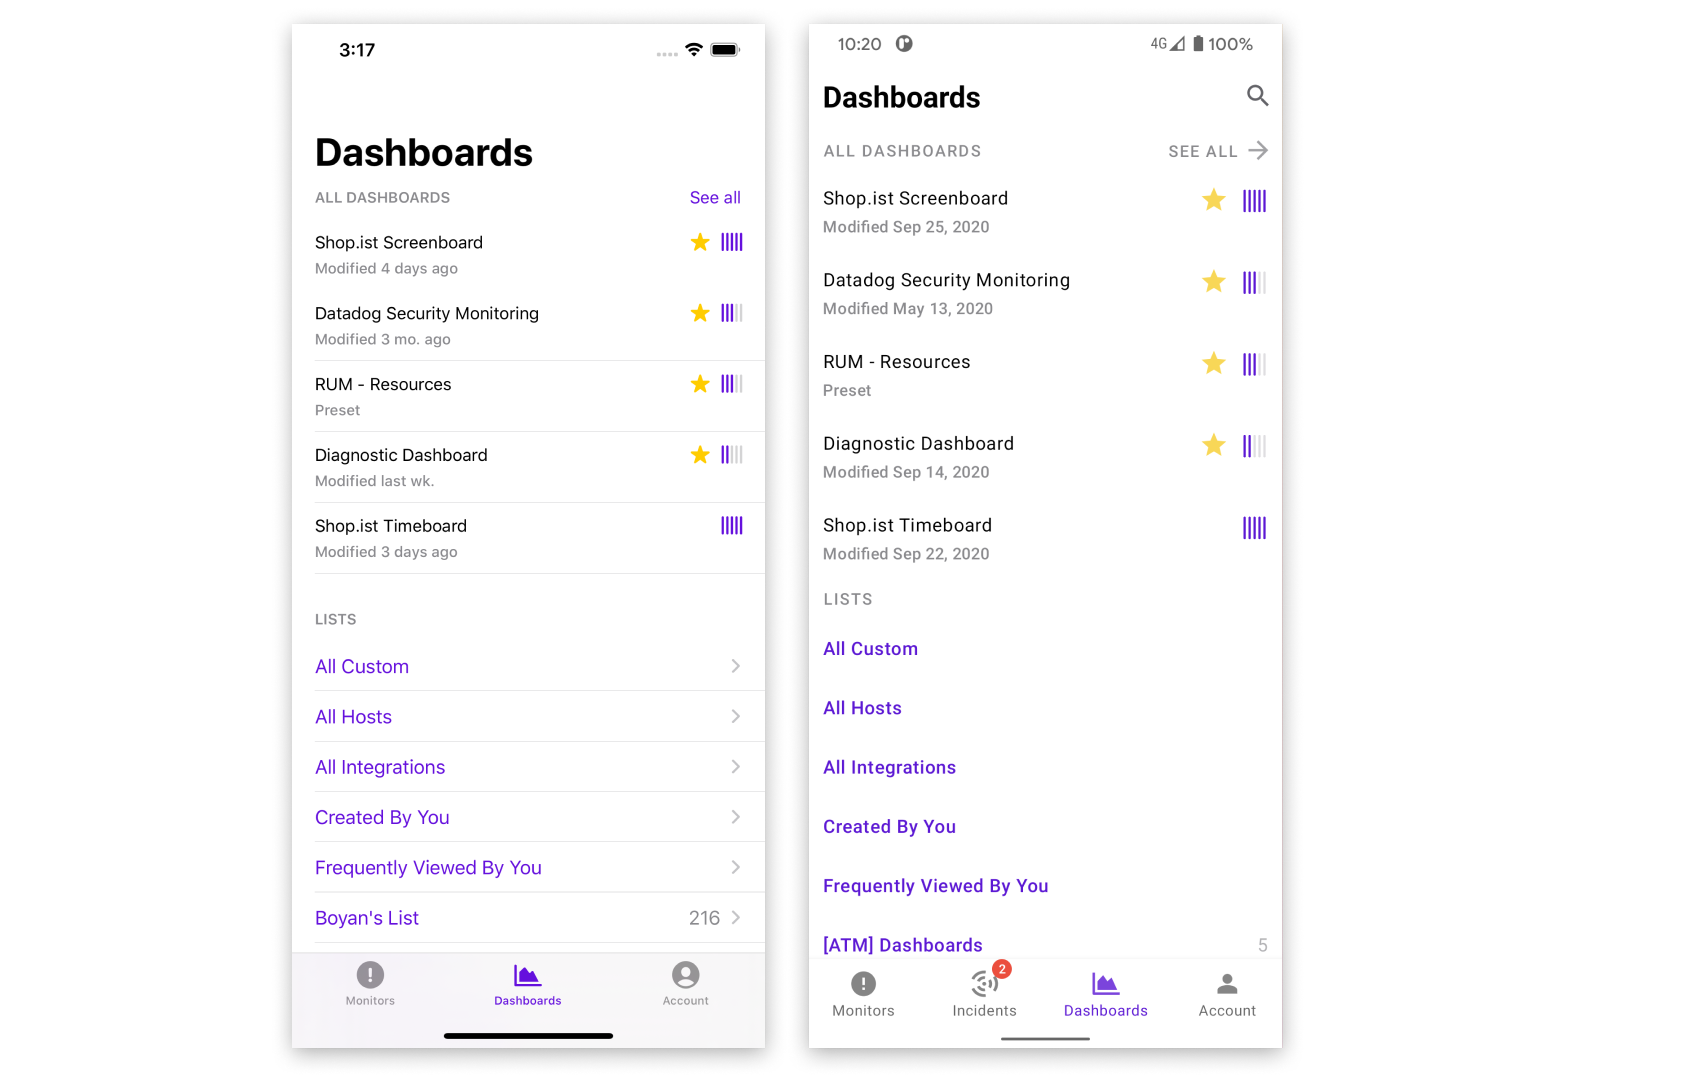 3:17
Dashboards
ALL DASHBOARDS See all
Shop.ist Screenboard
Modified 4 days ago
Datadog Security Monitoring
Modified 3 mo. ago
RUM - Resources
Preset
Diagnostic Dashboard
Modified last wk.
Shop.ist Timeboard
Modified 3 days ago
LISTS
All Custom
All Hosts
All Integrations
Created By You
Frequently Viewed By You
Boyan's List 216
Monitors Dashboards Account
10:20 4G 100%
Dashboards
ALL DASHBOARDS SEE ALL
Shop.ist Screenboard
Modified Sep 25, 2020
Datadog Security Monitoring
Modified May 13, 2020
RUM - Resources
Preset
Diagnostic Dashboard
Modified Sep 14, 2020
Shop.ist Timeboard
Modified Sep 22, 2020
LISTS
All Custom
All Hosts
All Integrations
Created By You
Frequently Viewed By You
[ATM] Dashboards 5
2
Monitors Incidents Dashboards Account